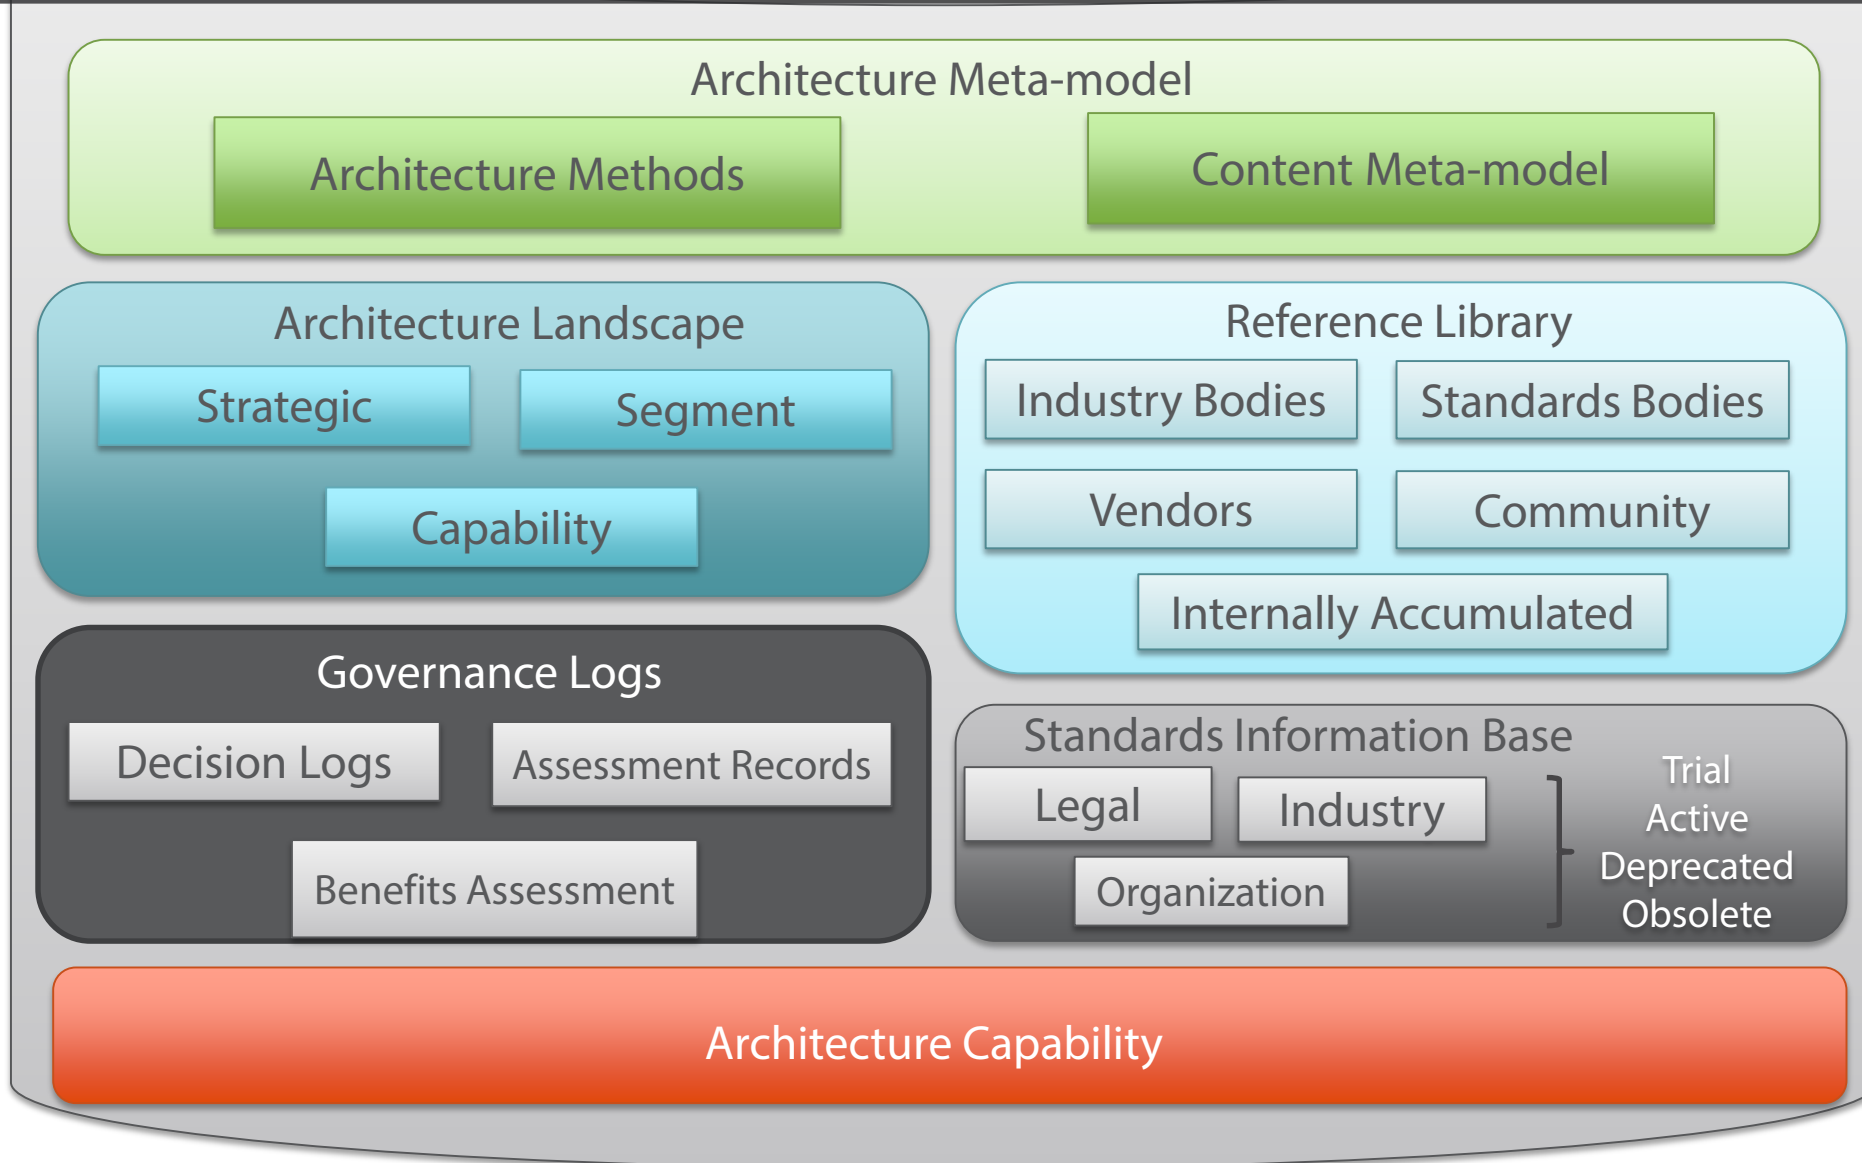 Architecture Meta-model
Architecture Methods
Content Meta-model
Architecture Landscape
Strategic
Segment
Capability
Reference Library
Industry Bodies
Standards Bodies
Vendors
Community
Internally Accumulated
Governance Logs
Decision Logs
Assessment Records
Benefits Assessment
Standards Information Base
Legal
Industry
Organization
Trial
Active
Deprecated
Obsolete
Architecture Capability